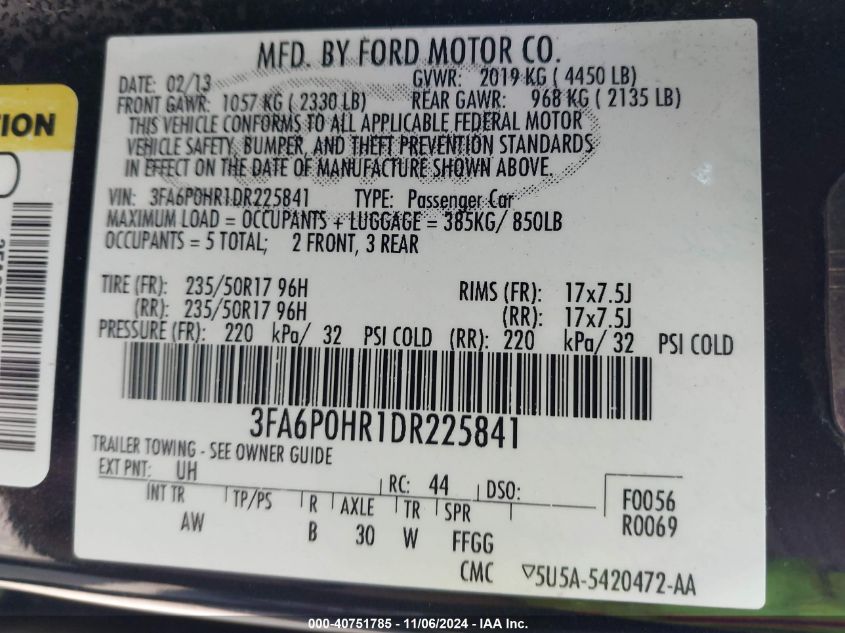 MFD. BY FORD MOTOR CO.
DATE: 02/13 GVWR: 2019 KG ( 4450 LB)
FRONT GAWR: 1057 KG ( 2330 LB) REAR GAWR: 968 KG ( 2135 LB)
THIS VEHICLE CONFORMS TO ALL APPLICABLE FEDERAL MOTOR
VEHICLE SAFETY, BUMPER, AND THEFT PREVENTION STANDARDS
IN EFFECT ON THE DATE OF MANUFACTURE SHOWN ABOVE.
VIN: 3FA6P0HR1DR225841 TYPE: Passenger Car
MAXIMUM LOAD = OCCUPANTS + LUGGAGE = 385KG/ 850LB
OCCUPANTS = 5 TOTAL; 2 FRONT, 3 REAR
TIRE (FR): 235/50R17 96H RIMS (FR): 17x7.5J
(RR): 235/50R17 96H (RR): 17x7.5J
PRESSURE (FR): 220 kPa/ 32 PSI COLD (RR): 220 kPa/ 32 PSI COLD
3FA6P0HR1DR225841
TRAILER TOWING - SEE OWNER GUIDE
EXT PNT: UH RC: 44 DSO:
INT TR TP/PS R AXLE TR SPR
AW B 30 W FFGG
F0056
R0069
CMC ▽5U5A-5420472-AA
TION
000-40751785 - 11/06/2024 - IAA Inc.